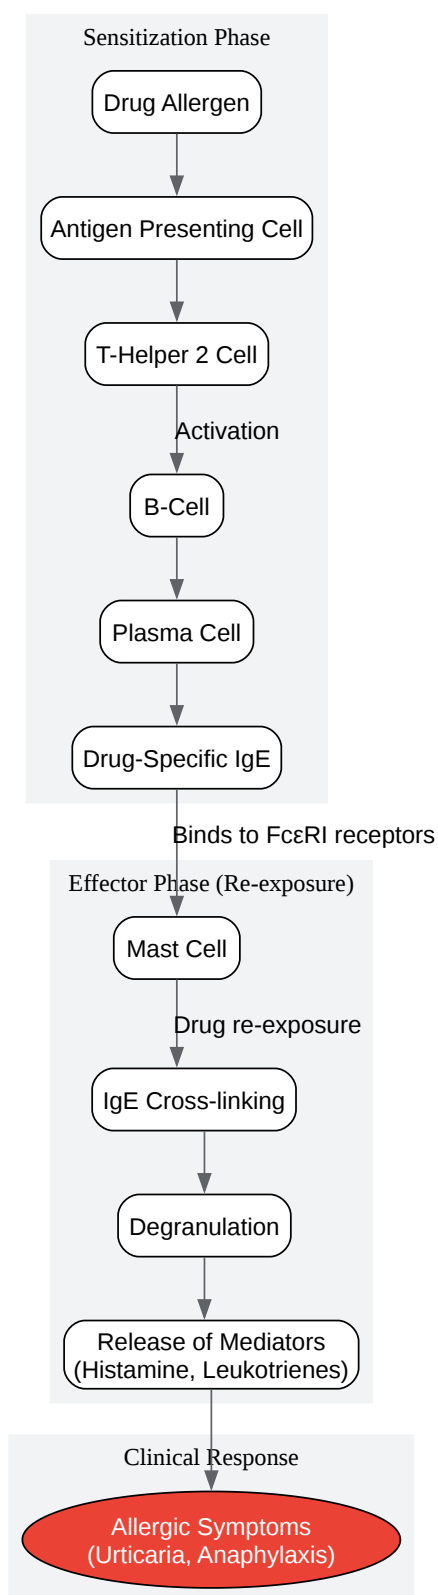 Sensitization Phase
Drug Allergen
Antigen Presenting Cell
T-Helper 2 Cell
Activation
B-Cell
Plasma Cell
Drug-Specific IgE
Binds to FcεRI receptors
Effector Phase (Re-exposure)
Mast Cell
Drug re-exposure
IgE Cross-linking
Degranulation
Release of Mediators
(Histamine, Leukotrienes)
Clinical Response
Allergic Symptoms
(Urticaria, Anaphylaxis)